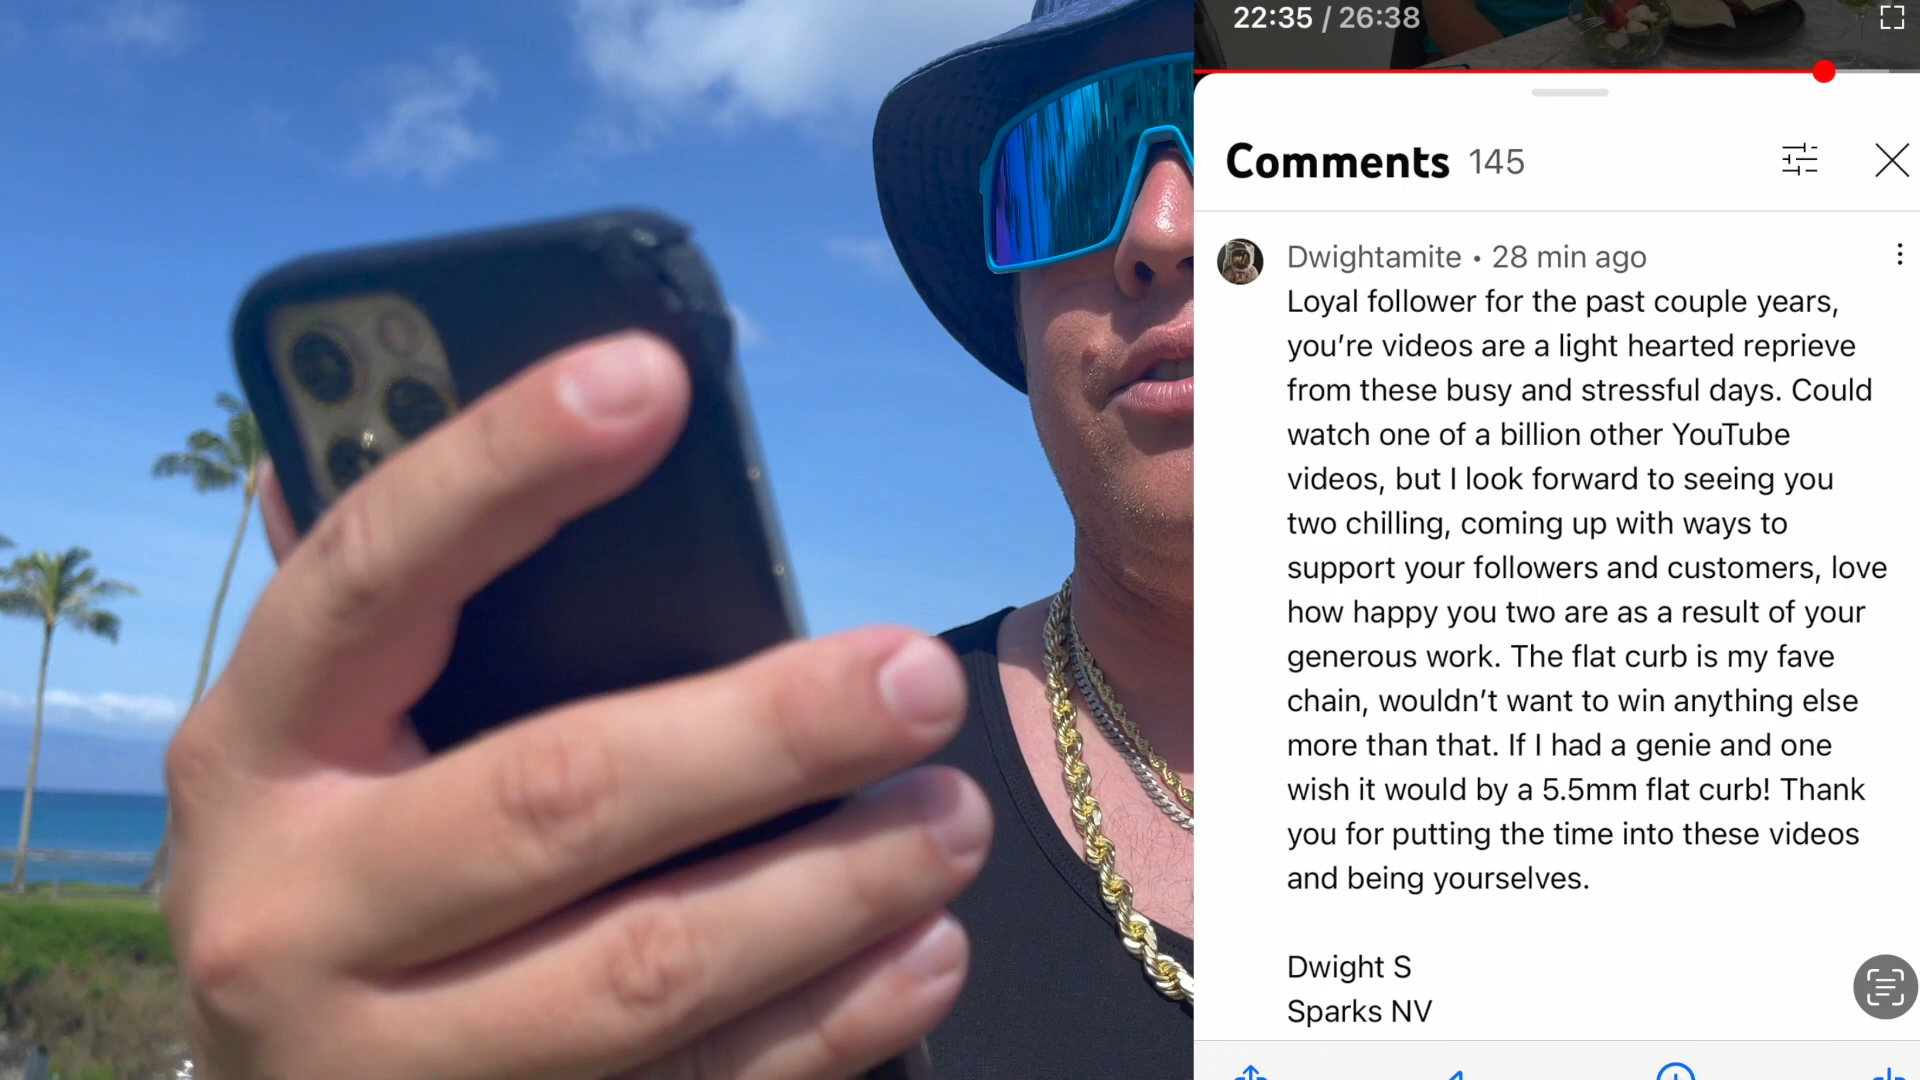 22:35 / 26:38
Comments 145
Dwightamite • 28 min ago
Loyal follower for the past couple years,
you’re videos are a light hearted reprieve
from these busy and stressful days. Could
watch one of a billion other YouTube
videos, but I look forward to seeing you
two chilling, coming up with ways to
support your followers and customers, love
how happy you two are as a result of your
generous work. The flat curb is my fave
chain, wouldn’t want to win anything else
more than that. If I had a genie and one
wish it would by a 5.5mm flat curb! Thank
you for putting the time into these videos
and being yourselves.
Dwight S
Sparks NV